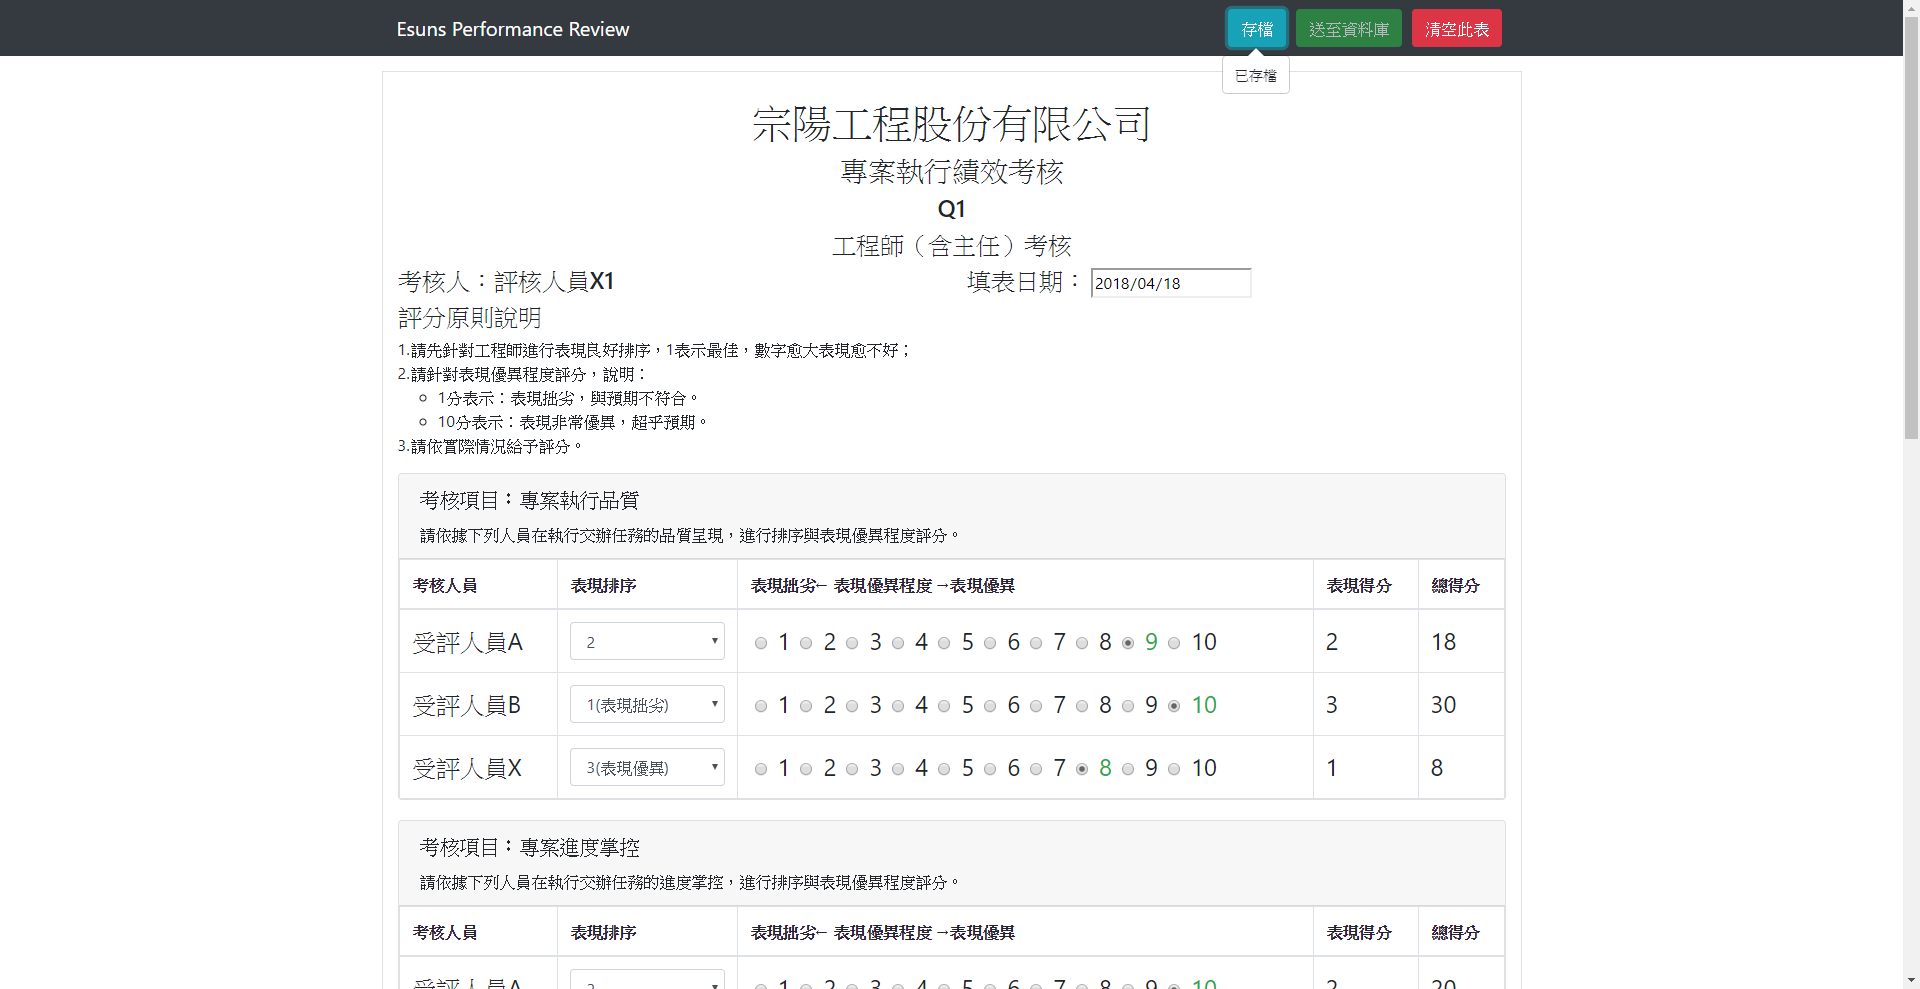 Esuns Performance Review 存檔 送至資料庫 清空此表
已存檔
宗陽工程股份有限公司
專案執行績效考核
Q1
工程師（含主任）考核
考核人：評核人員X1 填表日期： 2018/04/18
評分原則說明
1.請先針對工程師進行表現良好排序，1表示最佳，數字愈大表現愈不好；
2.請針對表現優異程度評分，說明：
1分表示：表現拙劣，與預期不符合。
10分表示：表現非常優異，超乎預期。
3.請依實際情況給予評分。
考核項目：專案執行品質
請依據下列人員在執行交辦任務的品質呈現，進行排序與表現優異程度評分。
考核人員 表現排序 表現拙劣← 表現優異程度 →表現優異 表現得分 總得分
受評人員A 2 1 2 3 4 5 6 7 8 9 10 2 18
受評人員B 1(表現拙劣) 1 2 3 4 5 6 7 8 9 10 3 30
受評人員X 3(表現優異) 1 2 3 4 5 6 7 8 9 10 1 8
考核項目：專案進度掌控
請依據下列人員在執行交辦任務的進度掌控，進行排序與表現優異程度評分。
考核人員 表現排序 表現拙劣← 表現優異程度 →表現優異 表現得分 總得分
受評人員A 2 1 2 3 4 5 6 7 8 9 10 2 20